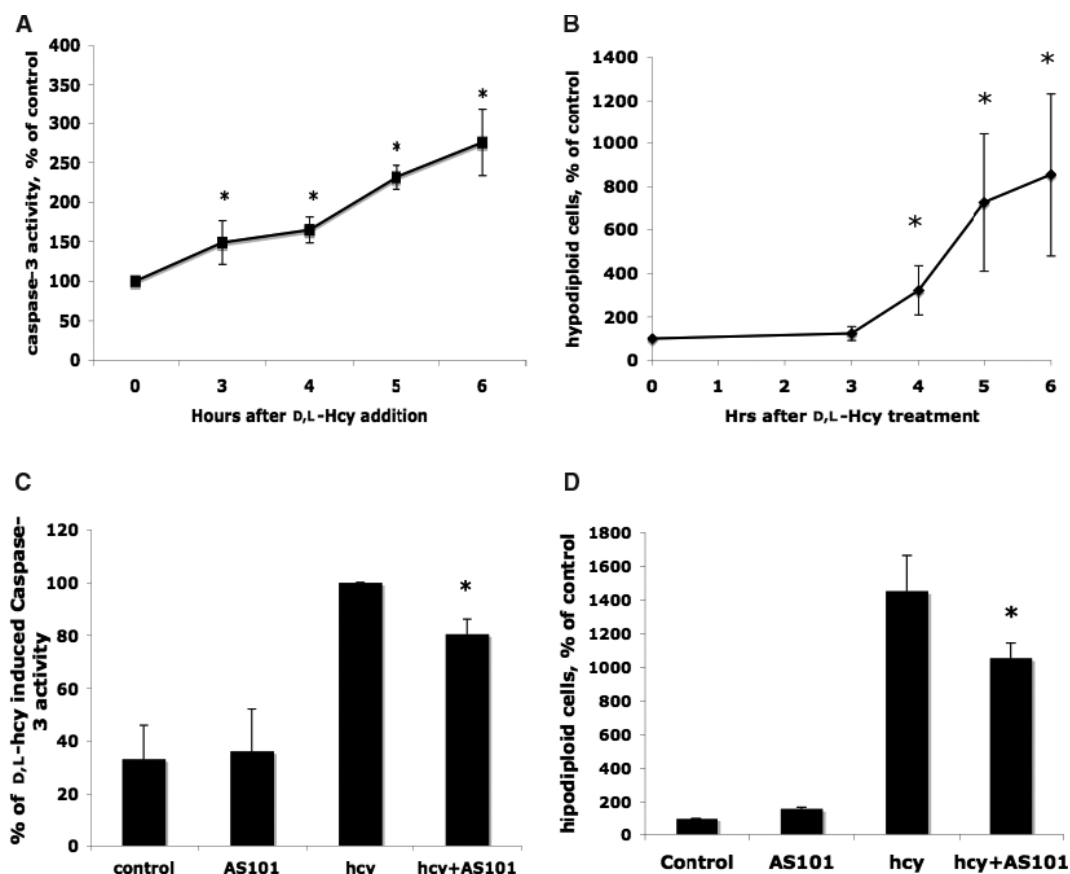 A
caspase-3 activity, % of control
400
350
300
250
200
150
100
50
0
* * * *
0 3 4 5 6
Hours after D,L-Hcy addition
B
hypodiploid cells, % of control
1400
1200
1000
800
600
400
200
0
* * *
0 1 2 3 4 5 6
Hrs after D,L-Hcy treatment
C
% of D,L-hcy induced Caspase-
3 activity
120
100
80
60
40
20
0
*
control AS101 hcy hcy+AS101
D
hipodiploid cells, % of control
1800
1600
1400
1200
1000
800
600
400
200
0
*
Control AS101 hcy hcy+AS101